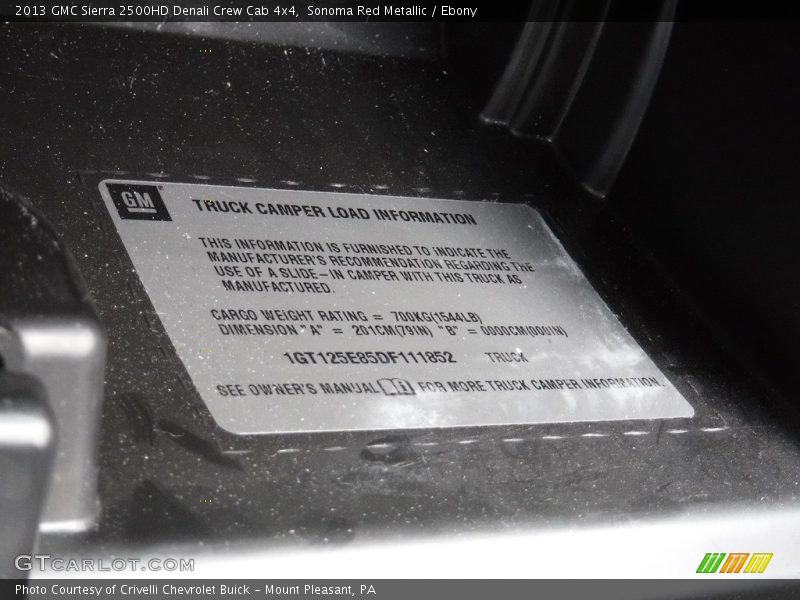 2013 GMC Sierra 2500HD Denali Crew Cab 4x4, Sonoma Red Metallic / Ebony
GM
TRUCK CAMPER LOAD INFORMATION
THIS INFORMATION IS FURNISHED TO INDICATE THE
MANUFACTURER'S RECOMMENDATION REGARDING THE
USE OF A SLIDE-IN CAMPER WITH THIS TRUCK AS
MANUFACTURED.
CARGO WEIGHT RATING = 700KG(1544LB)
DIMENSION "A" = 201CM(79IN) "B" = 0000CM(000IN)
1GT125E85DF111852 TRUCK
SEE OWNER'S MANUAL FOR MORE TRUCK CAMPER INFORMATION.
GTCARLOT.COM
Photo Courtesy of Crivelli Chevrolet Buick - Mount Pleasant, PA